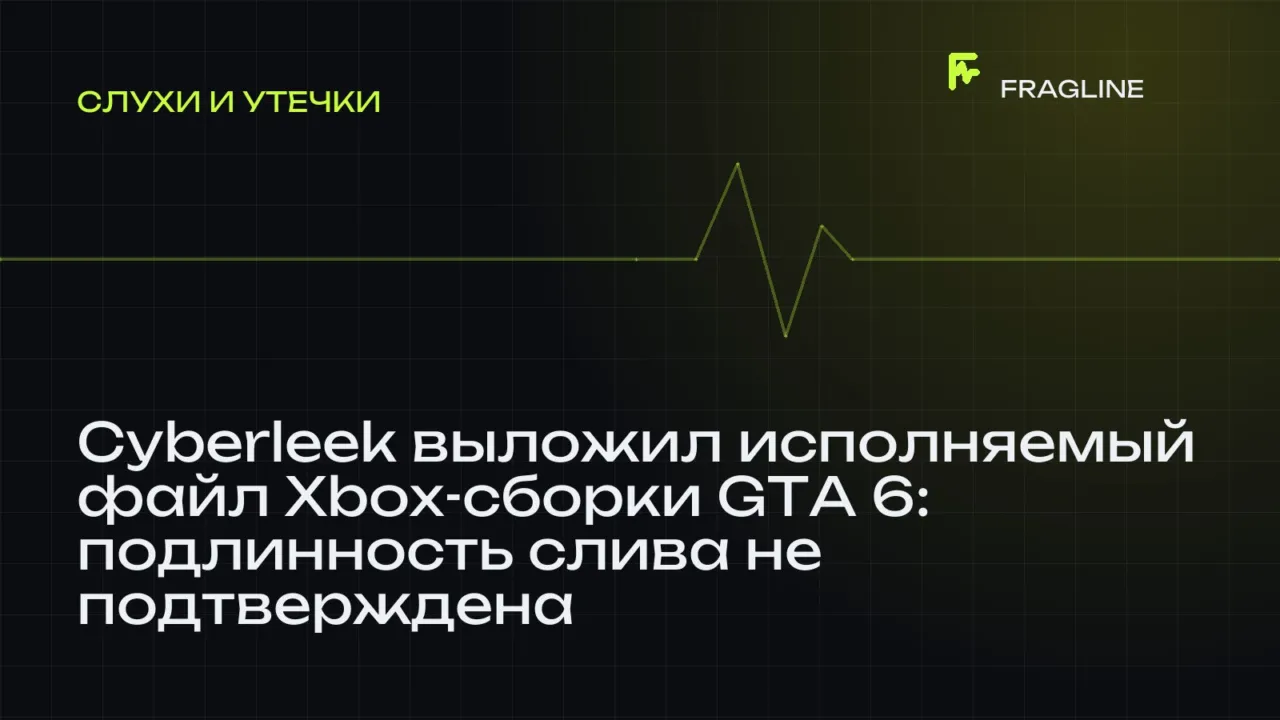 СЛУХИ И УТЕЧКИ
FRAGLINE
Cyberleek выложил исполняемый
файл Xbox-сборки GTA 6:
подлинность слива не
подтверждена